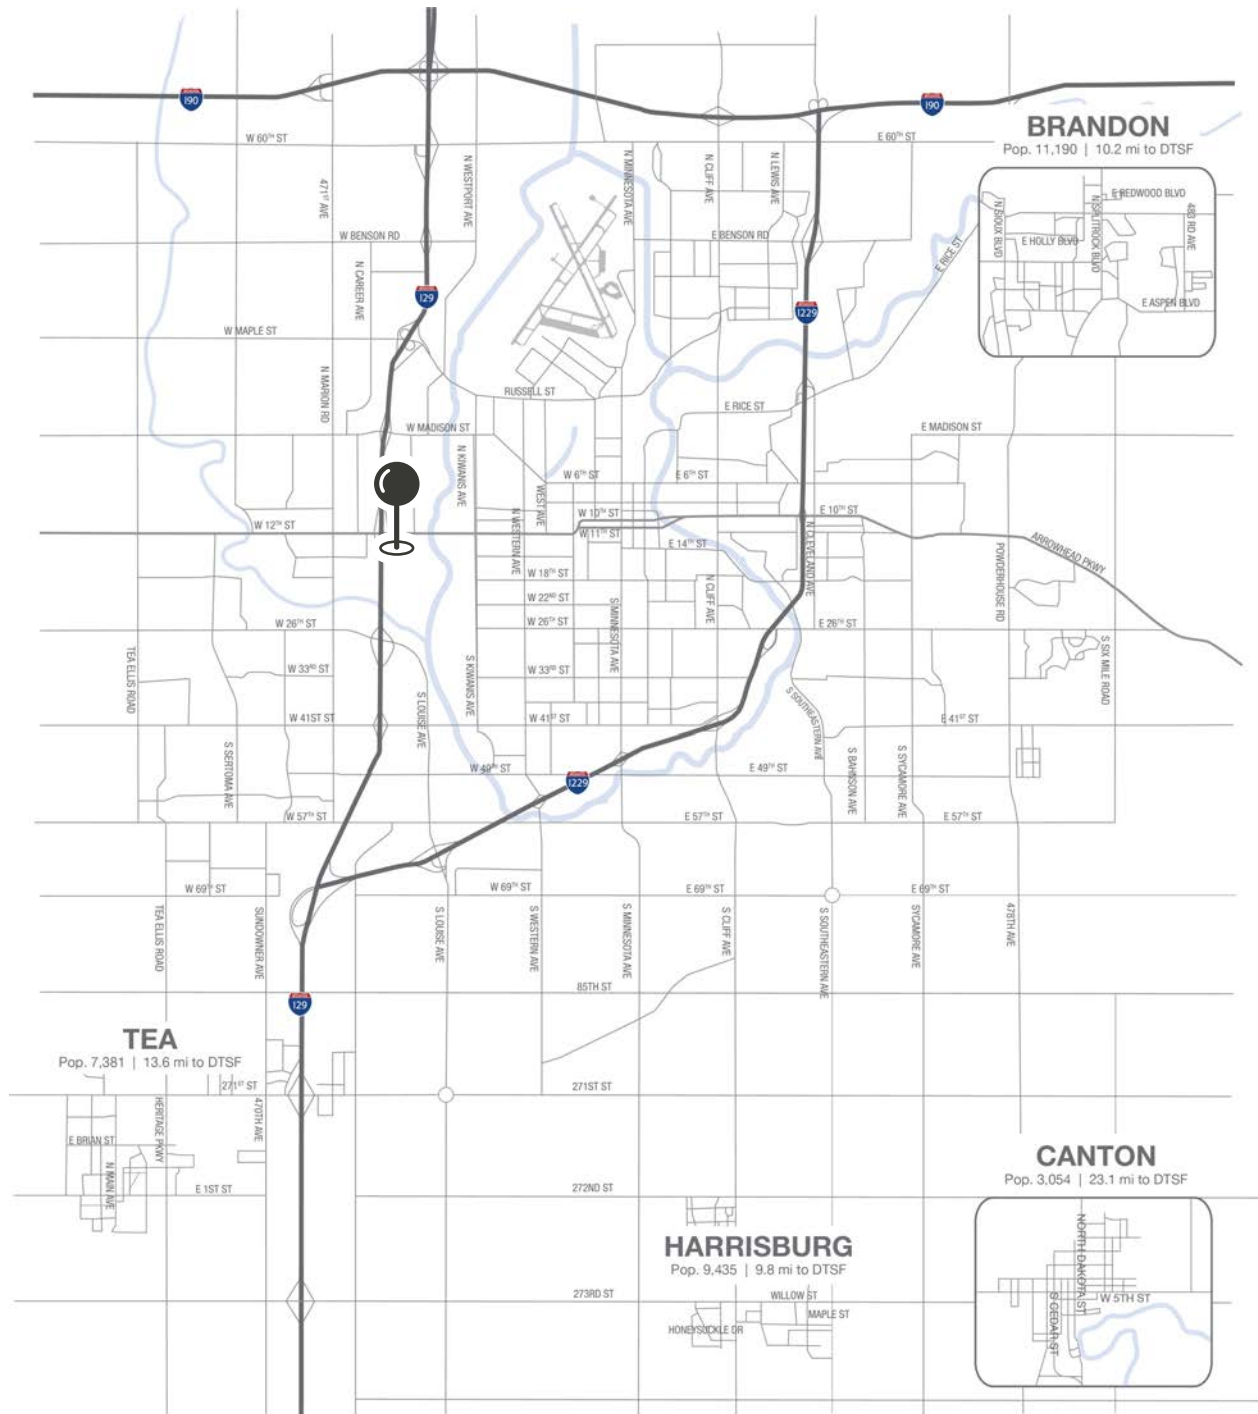 I90
I90
BRANDON
Pop. 11,190 | 10.2 mi to DTSF
W 60TH ST
E 60TH ST
N WESTPORT AVE
N MINNESOTA AVE
N CLIFF AVE
N LEWIS AVE
471ST AVE
E REDWOOD BLVD
N SIOUX BLVD
N SPLITROCK BLVD
483 RD AVE
E HOLLY BLVD
E ASPEN BLVD
W BENSON RD
E BENSON RD
E RICE ST
N CAREER AVE
I29
I229
W MAPLE ST
N MARION RD
RUSSELL ST
E RICE ST
W MADISON ST
E MADISON ST
N KIWANIS AVE
W 6TH ST
E 6TH ST
WEST AVE
N WESTERN AVE
W 10TH ST
E 10TH ST
W 12TH ST
W 11TH ST
E 14TH ST
N CLEVELAND AVE
ARROWHEAD PKWY
POWDERHOUSE RD
W 18TH ST
N CLIFF AVE
W 22ND ST
S MINNESOTA AVE
W 26TH ST
W 26TH ST
E 26TH ST
TEA ELLIS ROAD
W 33RD ST
S KIWANIS AVE
W 33RD ST
S SIX MILE ROAD
S LOUISE AVE
S SOUTHEASTERN AVE
W 41ST ST
W 41ST ST
E 41ST ST
S SERTOMA AVE
S BAHNSON AVE
S SYCAMORE AVE
W 49TH ST
E 49TH ST
I229
W 57TH ST
E 57TH ST
E 57TH ST
W 69TH ST
W 69TH ST
E 69TH ST
E 69TH ST
TEA ELLIS ROAD
SUNDOWNER AVE
S LOUISE AVE
S WESTERN AVE
S MINNESOTA AVE
S CLIFF AVE
S SOUTHEASTERN AVE
SYCAMORE AVE
478TH AVE
85TH ST
I29
TEA
Pop. 7,381 | 13.6 mi to DTSF
271ST ST
271ST ST
HERITAGE PKWY
470TH AVE
E BRIAN ST
N MAIN AVE
E 1ST ST
CANTON
Pop. 3,054 | 23.1 mi to DTSF
272ND ST
HARRISBURG
Pop. 9,435 | 9.8 mi to DTSF
NORTH DAKOTA ST
S CEDAR ST
W 5TH ST
273RD ST
WILLOW ST
MAPLE ST
HONEYSUCKLE DR